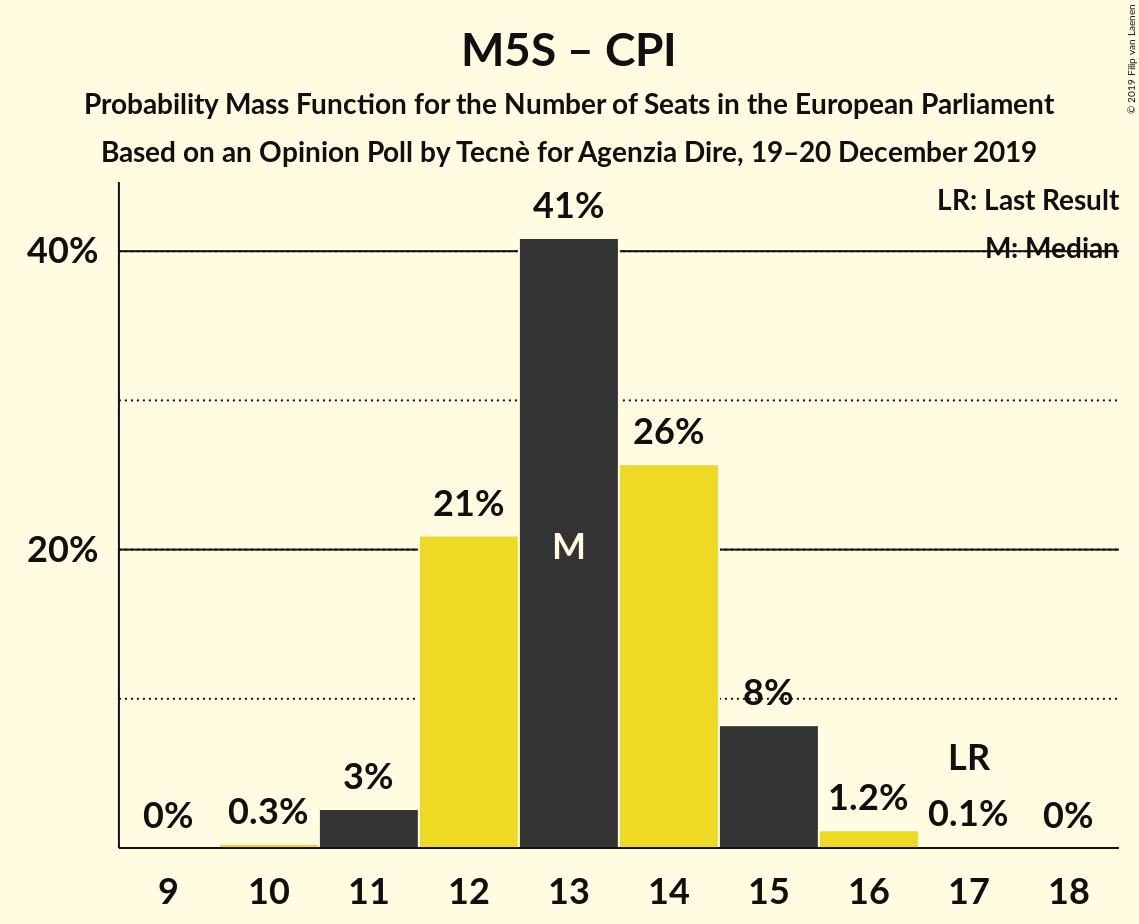 M5S – CPI
Probability Mass Function for the Number of Seats in the European Parliament
Based on an Opinion Poll by Tecnè for Agenzia Dire, 19–20 December 2019
© 2019 Filip van Laenen
LR: Last Result
M: Median
40%
20%
0%
0.3%
3%
21%
41%
M
26%
8%
1.2%
LR
0.1%
0%
9 10 11 12 13 14 15 16 17 18